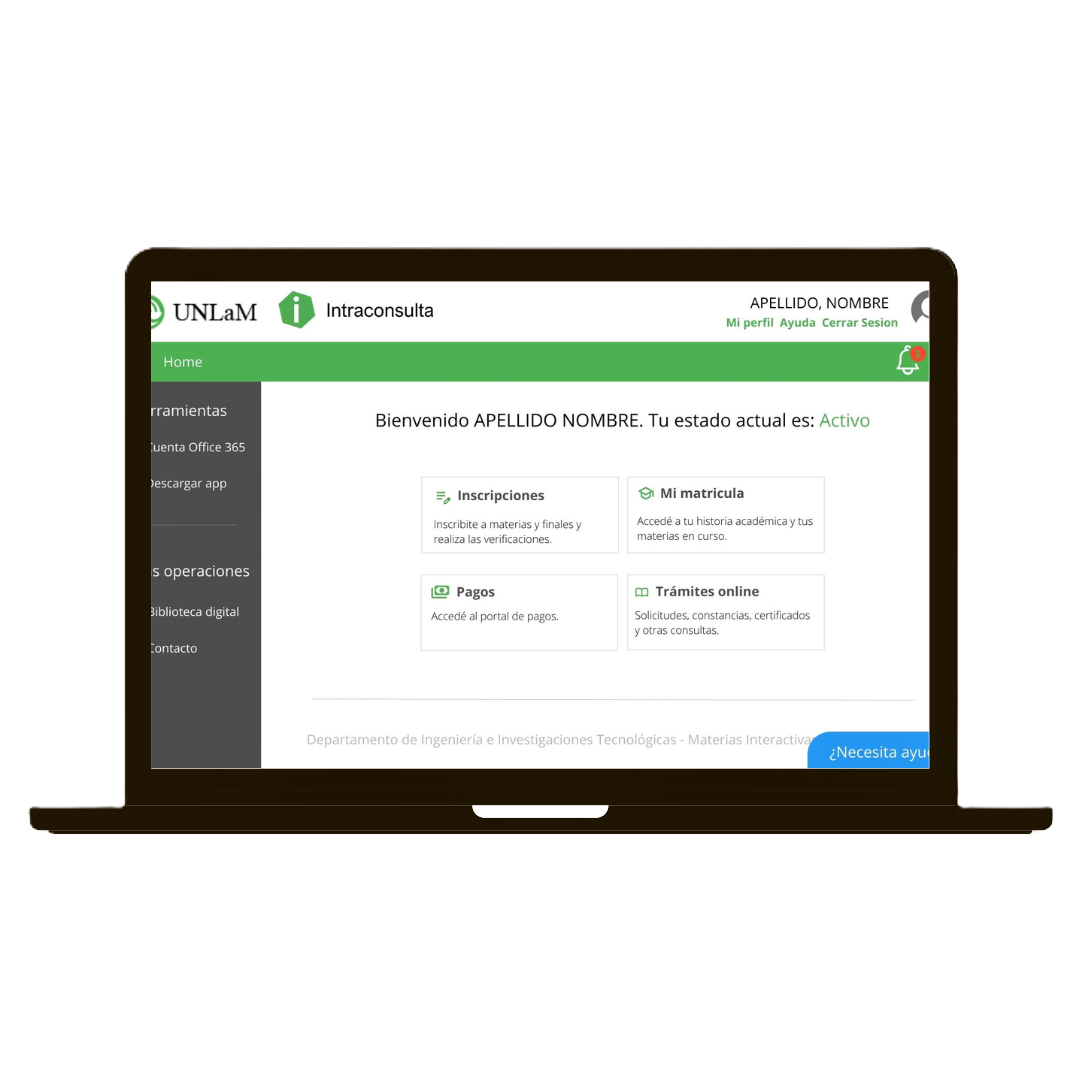 UNLaM
Intraconsulta
APELLIDO, NOMBRE
Mi perfil Ayuda Cerrar Sesion
Home
1
rramientas
Cuenta Office 365
Descargar app
s operaciones
Biblioteca digital
Contacto
Bienvenido APELLIDO NOMBRE. Tu estado actual es: Activo
Inscripciones
Inscribite a materias y finales y
realiza las verificaciones.
Mi matricula
Accedé a tu historia académica y tus
materias en curso.
Pagos
Accedé al portal de pagos.
Trámites online
Solicitudes, constancias, certificados
y otras consultas.
Departamento de Ingeniería e Investigaciones Tecnológicas - Materias Interactivas
¿Necesita ayu